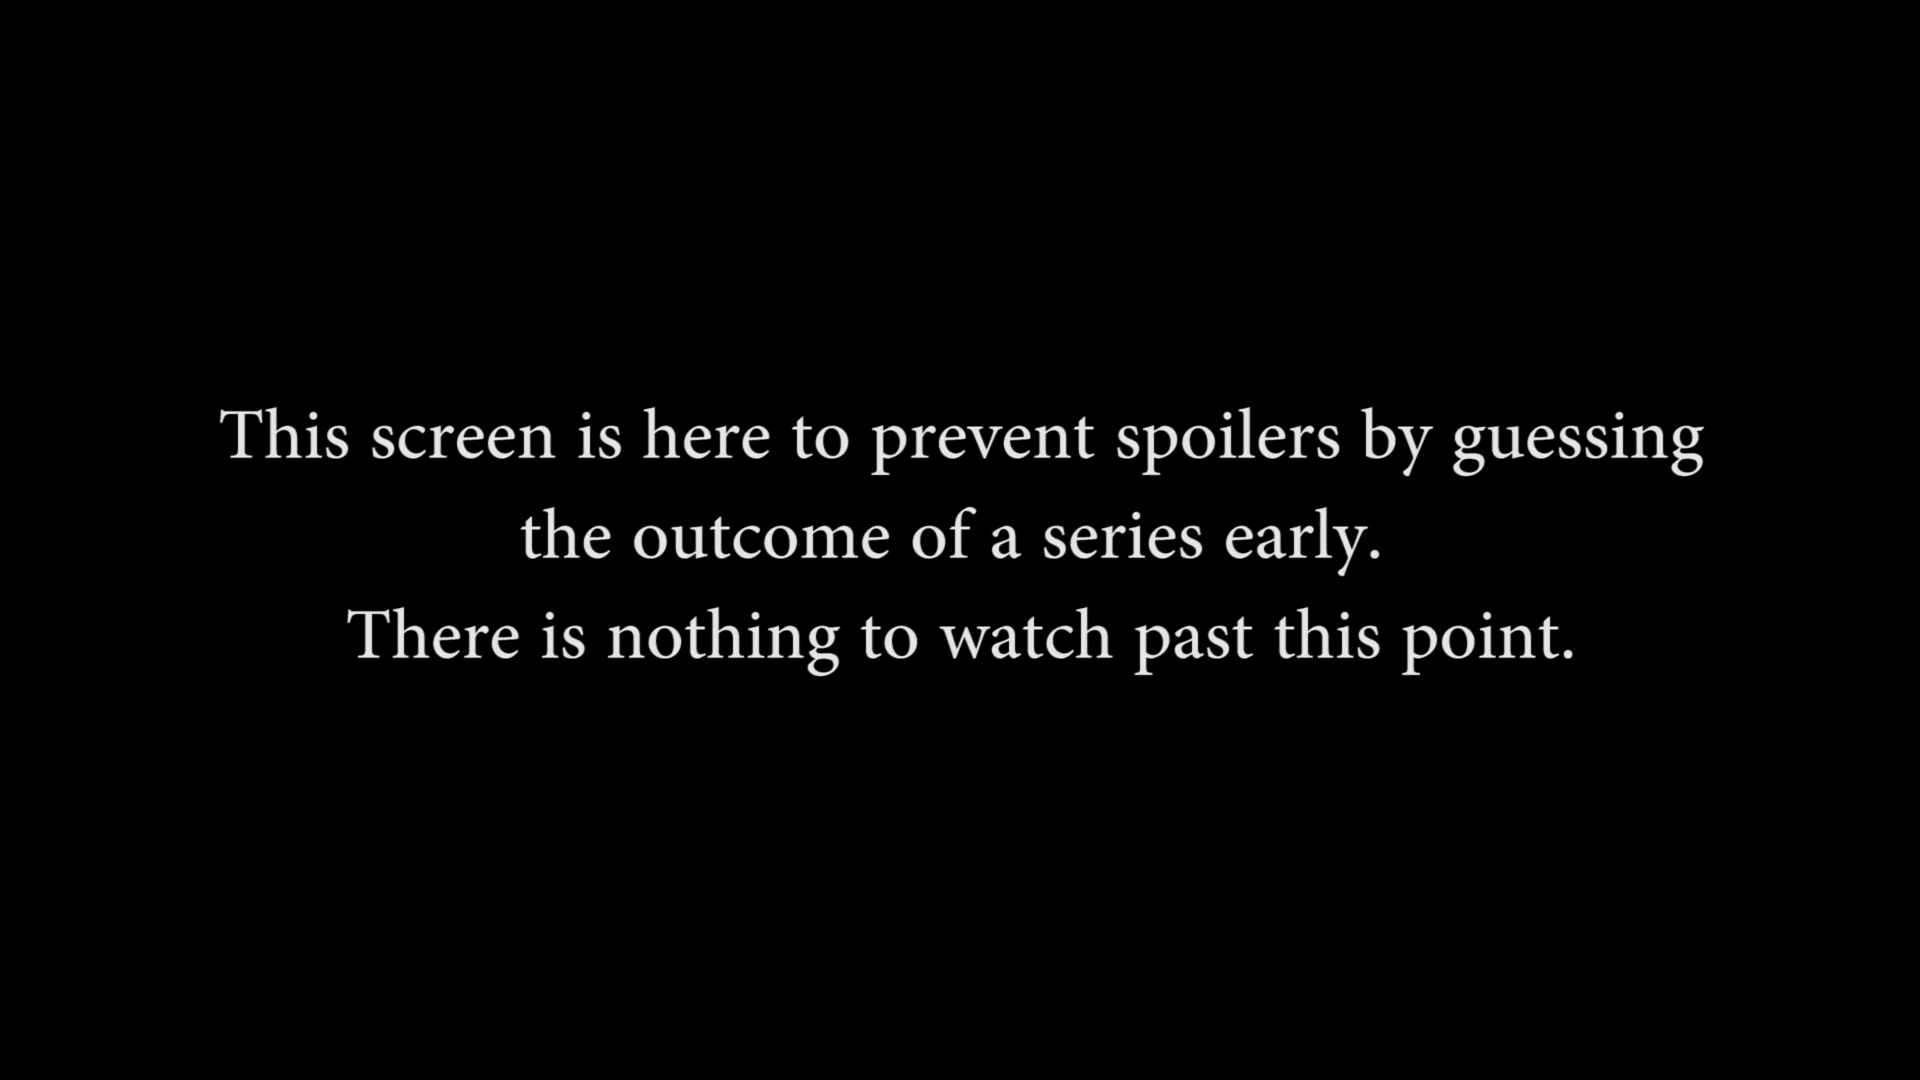 This screen is here to prevent spoilers by guessing
the outcome of a series early.
There is nothing to watch past this point.